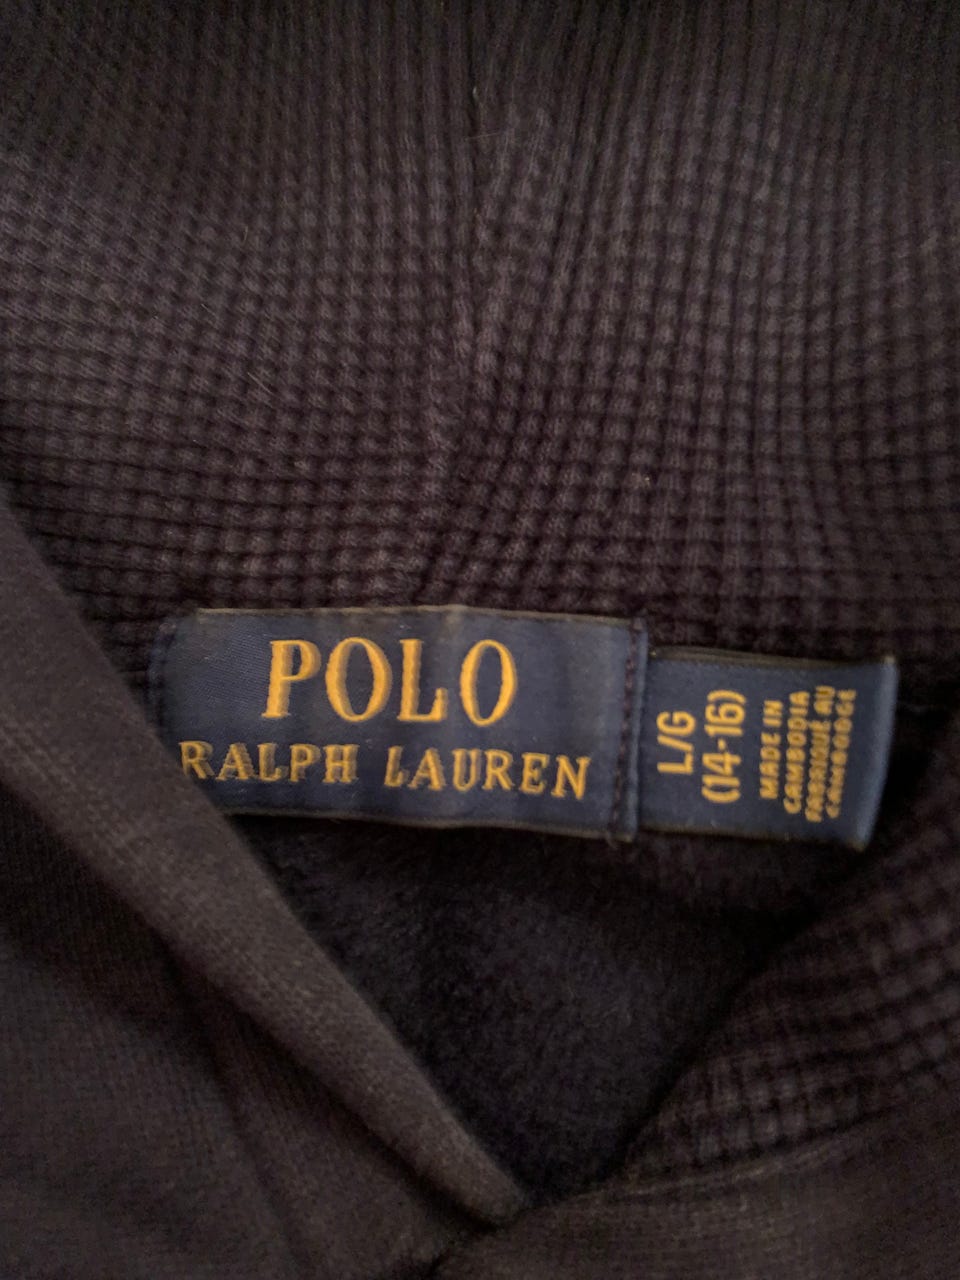 POLO
RALPH LAUREN
L/G
(14-16)
MADE IN
CAMBODIA
FABRIQUÉ AU
CAMBODGE